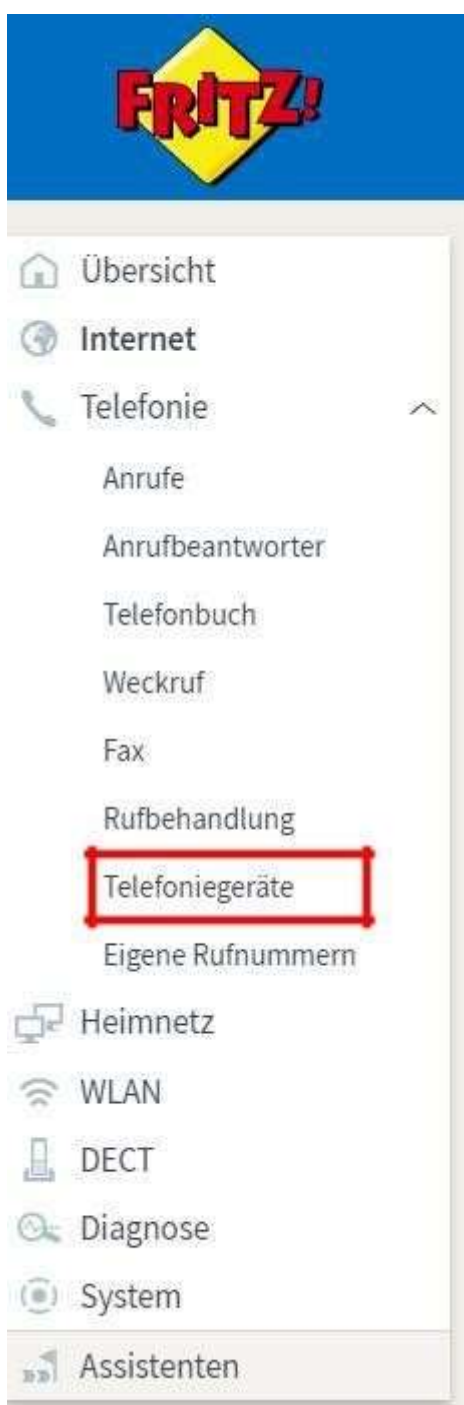 FRITZ!
Übersicht
Internet
Telefonie
Anrufe
Anrufbeantworter
Telefonbuch
Weckruf
Fax
Rufbehandlung
Telefoniegeräte
Eigene Rufnummern
Heimnetz
WLAN
DECT
Diagnose
System
Assistenten